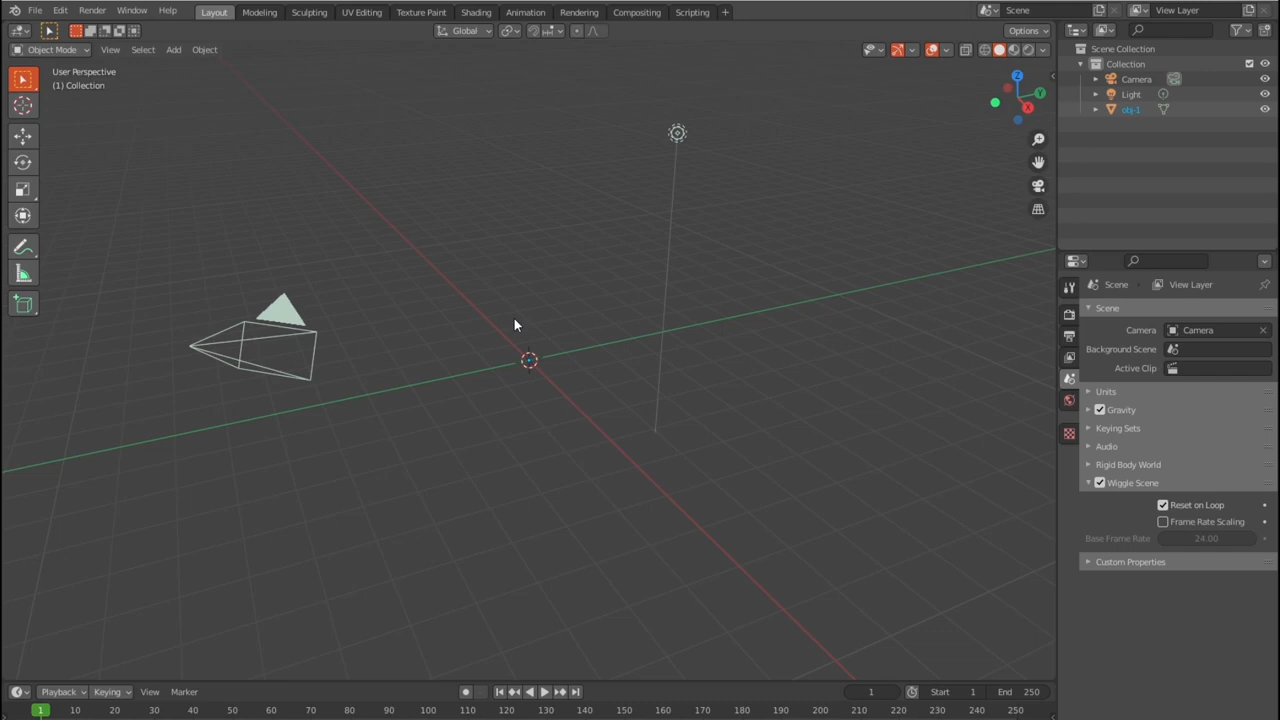 File Edit Render Window Help Layout Modeling Sculpting UV Editing Texture Paint Shading Animation Rendering Compositing Scripting + Scene View Layer
Global Options
Object Mode View Select Add Object
User Perspective
(1) Collection
Z
Y
X
Scene Collection
Collection
Camera
Light
obj-1
Scene View Layer
Scene
Camera Camera
Background Scene
Active Clip
Units
Gravity
Keying Sets
Audio
Rigid Body World
Wiggle Scene
Reset on Loop
Frame Rate Scaling
Base Frame Rate 24.00
Custom Properties
Playback Keying View Marker 1 Start 1 End 250
1 10 20 30 40 50 60 70 80 90 100 110 120 130 140 150 160 170 180 190 200 210 220 230 240 250